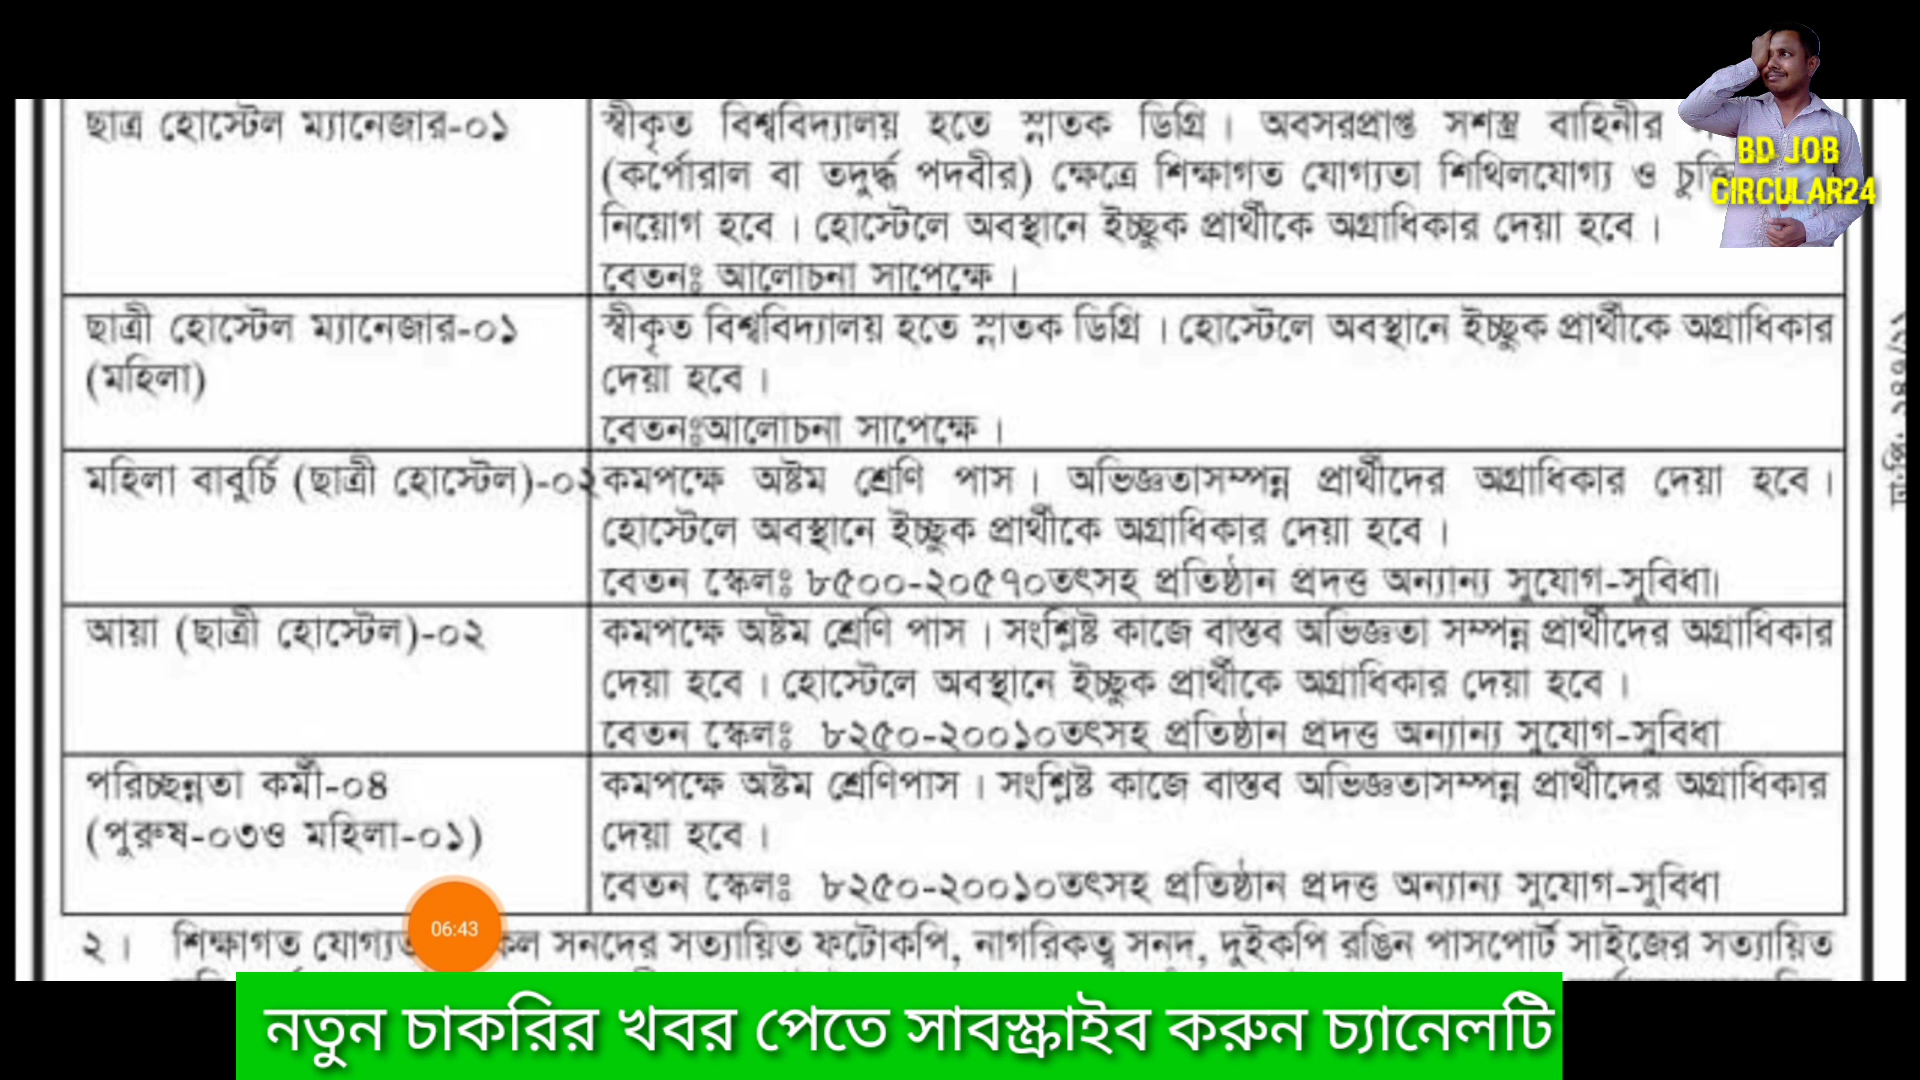 ছাত্র হোস্টেল ম্যানেজার-০১
স্বীকৃত বিশ্ববিদ্যালয় হতে স্নাতক ডিগ্রি। অবসরপ্রাপ্ত সশস্ত্র বাহিনীর
(কর্পোরাল বা তদুর্দ্ধ পদবীর) ক্ষেত্রে শিক্ষাগত যোগ্যতা শিথিলযোগ্য ও
নিয়োগ হবে। হোস্টেলে অবস্থানে ইচ্ছুক প্রার্থীকে অগ্রাধিকার দেয়া হবে।
বেতনঃ আলোচনা সাপেক্ষে।
ছাত্রী হোস্টেল ম্যানেজার-০১
(মহিলা)
স্বীকৃত বিশ্ববিদ্যালয় হতে স্নাতক ডিগ্রি। হোস্টেলে অবস্থানে ইচ্ছুক প্রার্থীকে অগ্রাধিকার
দেয়া হবে।
বেতনঃআলোচনা সাপেক্ষে।
মহিলা বাবুর্চি (ছাত্রী হোস্টেল)-০২
কমপক্ষে অষ্টম শ্রেণি পাস। অভিজ্ঞতাসম্পন্ন প্রার্থীদের অগ্রাধিকার দেয়া হবে।
হোস্টেলে অবস্থানে ইচ্ছুক প্রার্থীকে অগ্রাধিকার দেয়া হবে।
বেতন স্কেলঃ ৮৫০০-২০৫৭০তৎসহ প্রতিষ্ঠান প্রদত্ত অন্যান্য সুযোগ-সুবিধা।
আয়া (ছাত্রী হোস্টেল)-০২
কমপক্ষে অষ্টম শ্রেণি পাস। সংশ্লিষ্ট কাজে বাস্তব অভিজ্ঞতা সম্পন্ন প্রার্থীদের অগ্রাধিকার
দেয়া হবে। হোস্টেলে অবস্থানে ইচ্ছুক প্রার্থীকে অগ্রাধিকার দেয়া হবে।
বেতন স্কেলঃ ৮২৫০-২০০১০তৎসহ প্রতিষ্ঠান প্রদত্ত অন্যান্য সুযোগ-সুবিধা
পরিচ্ছন্নতা কর্মী-০৪
(পুরুষ-০৩ও মহিলা-০১)
কমপক্ষে অষ্টম শ্রেণিপাস। সংশ্লিষ্ট কাজে বাস্তব অভিজ্ঞতাসম্পন্ন প্রার্থীদের অগ্রাধিকার
দেয়া হবে।
বেতন স্কেলঃ ৮২৫০-২০০১০তৎসহ প্রতিষ্ঠান প্রদত্ত অন্যান্য সুযোগ-সুবিধা
২। শিক্ষাগত সনদের সত্যায়িত ফটোকপি, নাগরিকত্ব সনদ, দুইকপি রঙিন পাসপোর্ট সাইজের সত্যায়িত
BD JOB
CIRCULAR24
06:43
নতুন চাকরির খবর পেতে সাবস্ক্রাইব করুন চ্যানেলটি